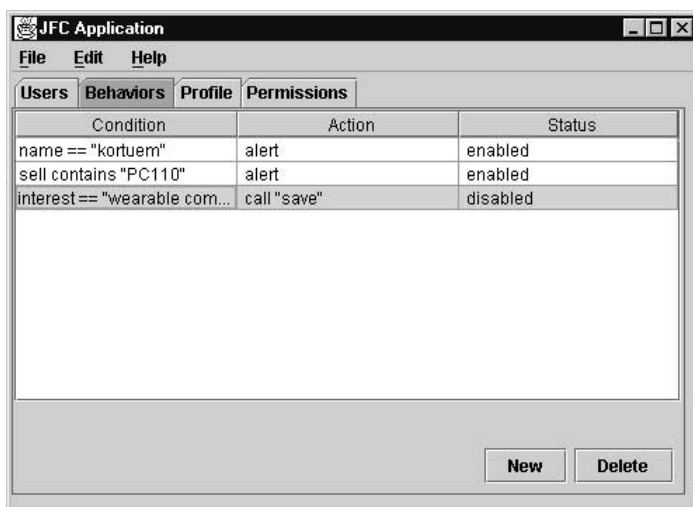 JFC Application
File Edit Help
Users Behaviors Profile Permissions
Condition Action Status
name == "kortuem" alert enabled
sell contains "PC110" alert enabled
interest == "wearable com... call "save" disabled
New Delete